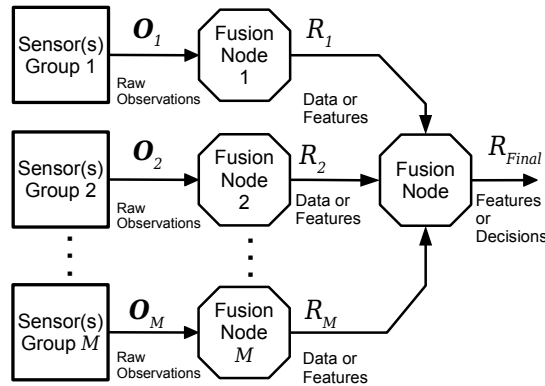 Sensor(s)
Group 1
O1
Raw
Observations
Fusion
Node
1
R1
Data or
Features
Sensor(s)
Group 2
O2
Raw
Observations
Fusion
Node
2
R2
Data or
Features
Fusion
Node
RFinal
Features
or
Decisions
Sensor(s)
Group M
OM
Raw
Observations
Fusion
Node
M
RM
Data or
Features